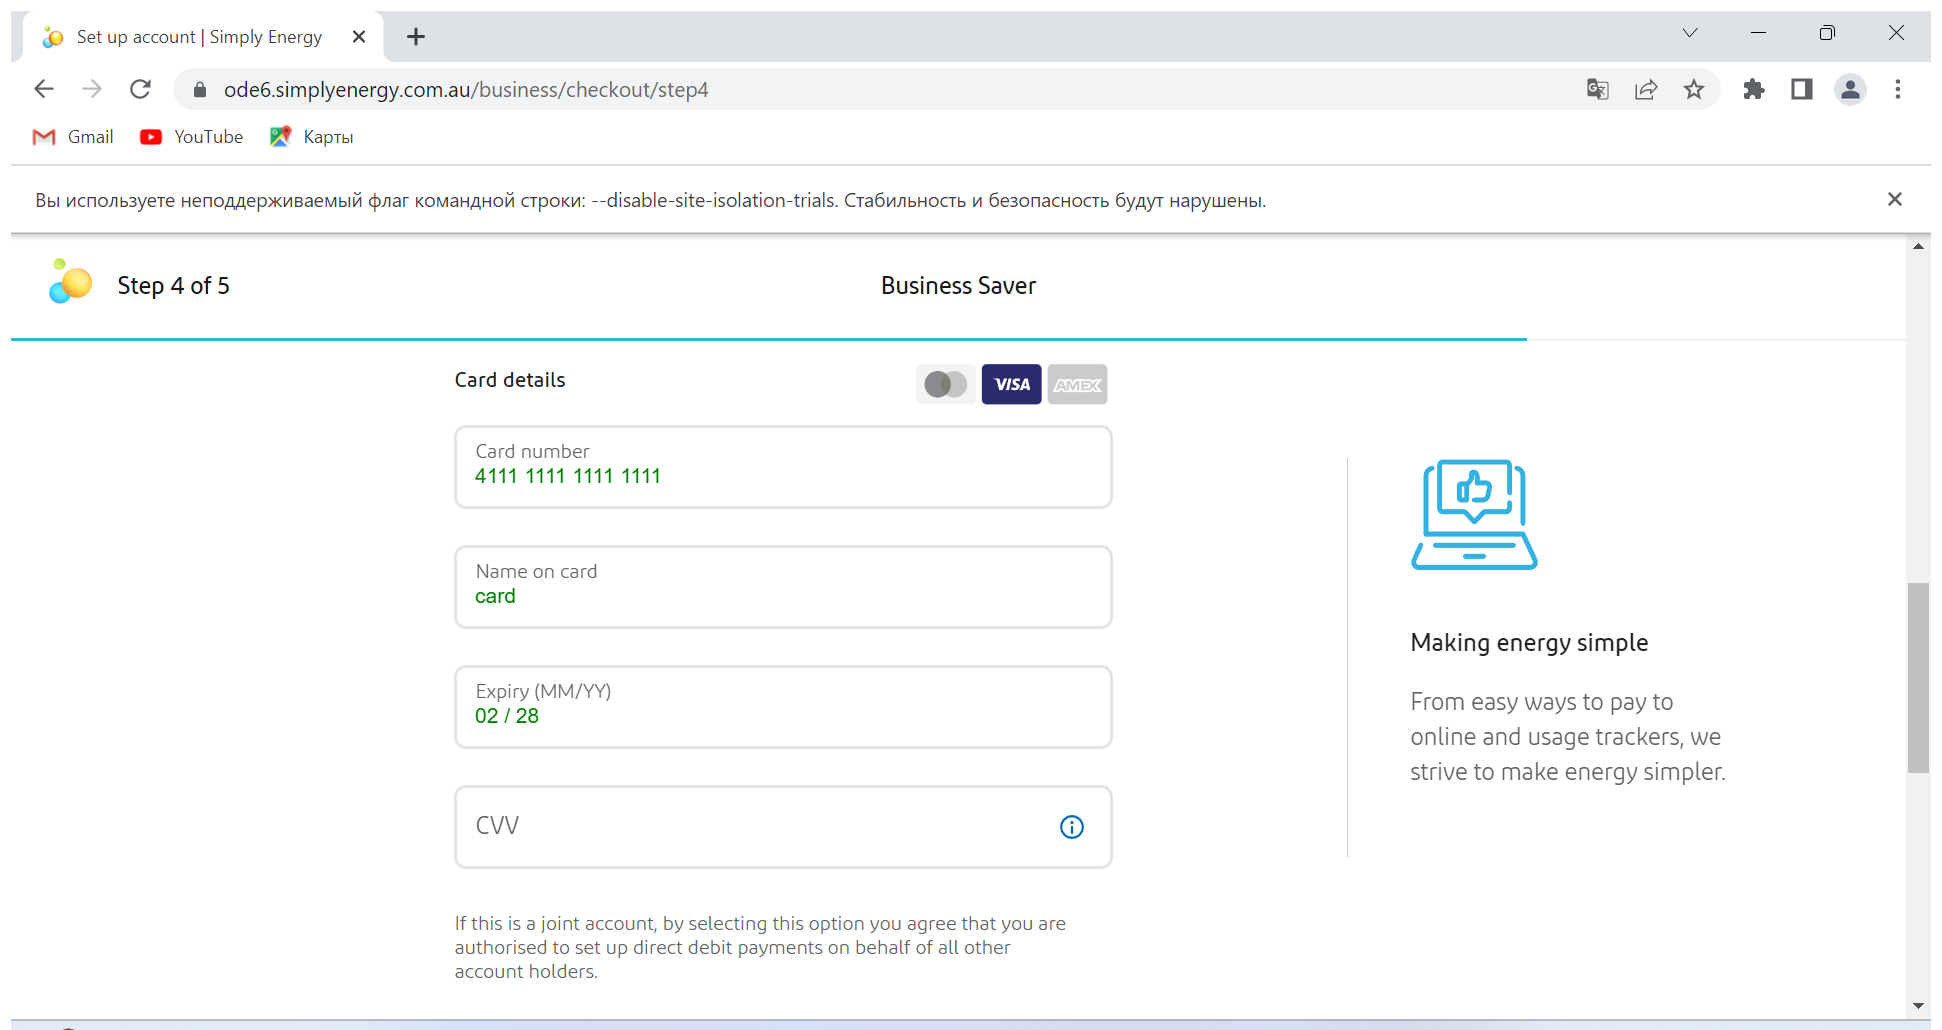 Set up account | Simply Energy
ode6.simplyenergy.com.au/business/checkout/step4
Gmail YouTube Карты
Вы используете неподдерживаемый флаг командной строки: --disable-site-isolation-trials. Стабильность и безопасность будут нарушены.
Step 4 of 5
Business Saver
Card details
VISA AMEX
Card number
4111 1111 1111 1111
Name on card
card
Expiry (MM/YY)
02 / 28
CVV
If this is a joint account, by selecting this option you agree that you are
authorised to set up direct debit payments on behalf of all other
account holders.
Making energy simple
From easy ways to pay to
online and usage trackers, we
strive to make energy simpler.